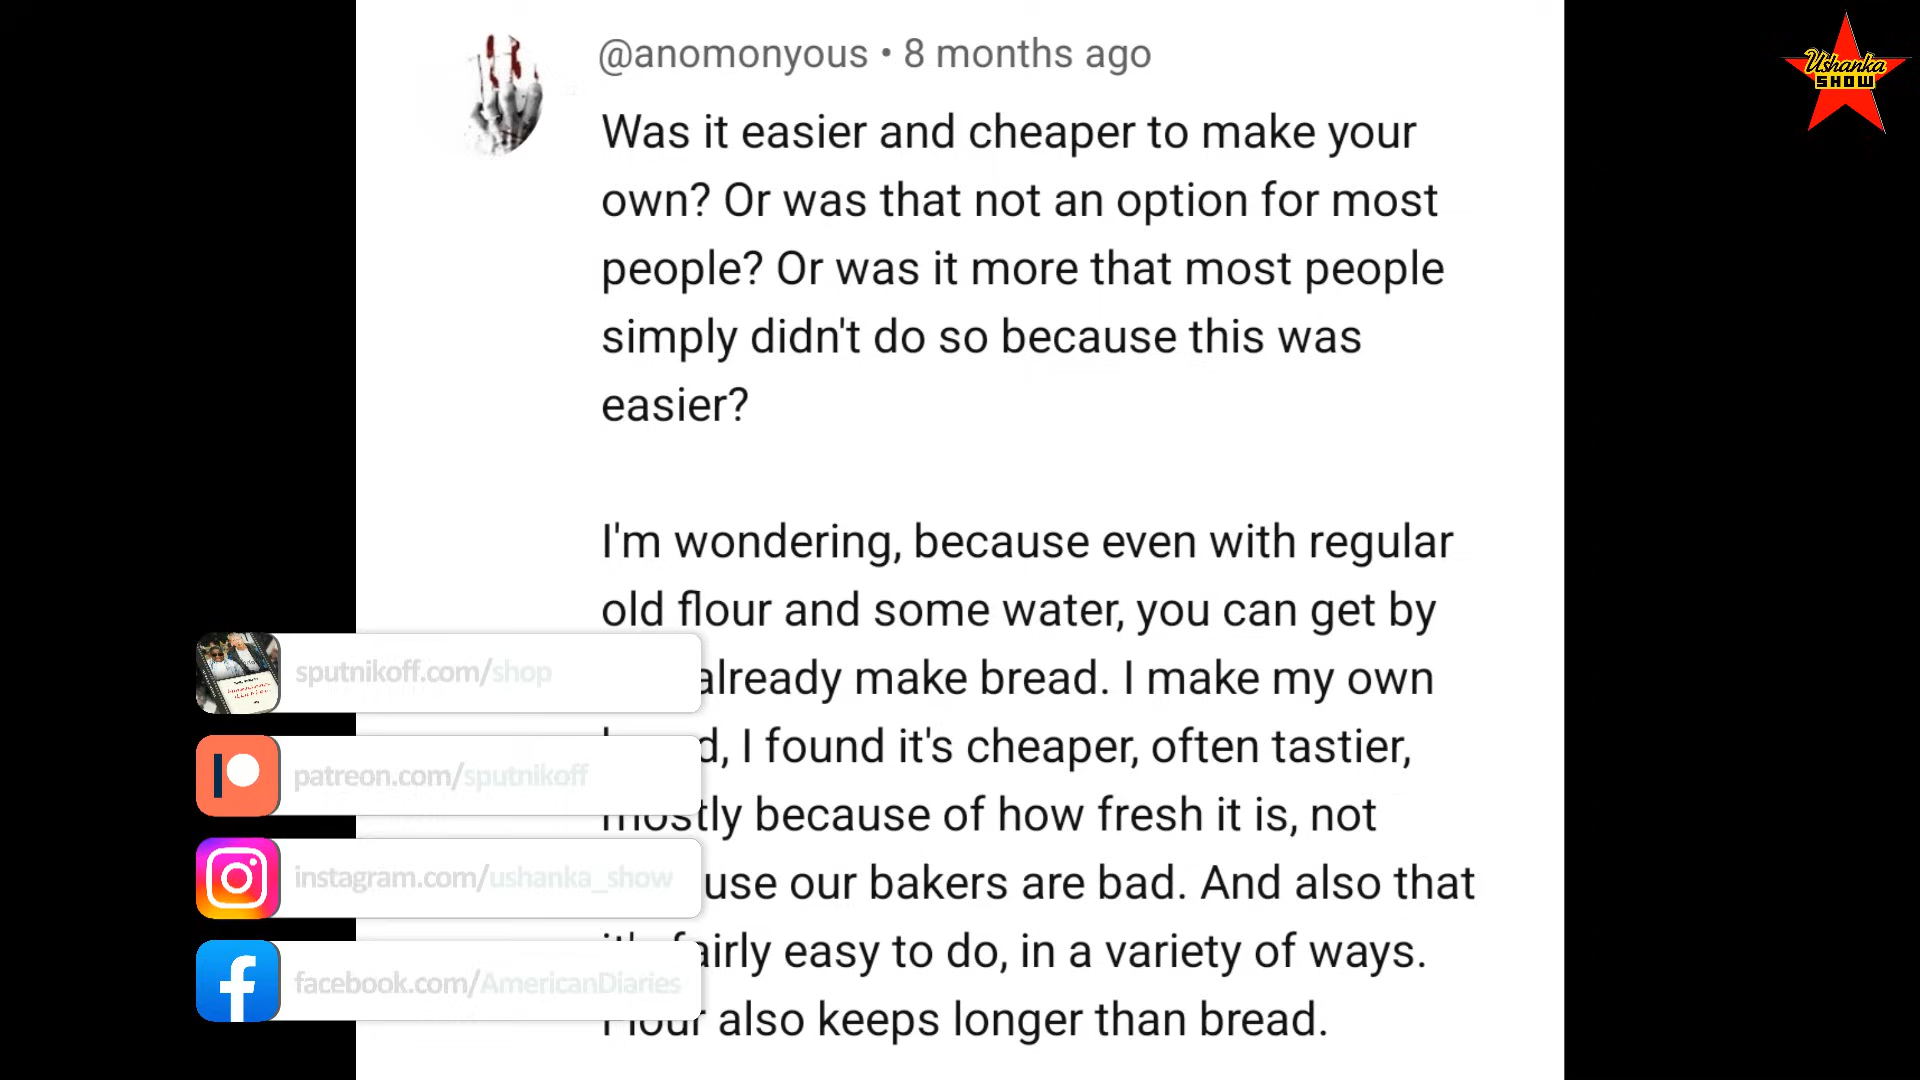 @anomonyous • 8 months ago
Ushanka
SHOW
Was it easier and cheaper to make your
own? Or was that not an option for most
people? Or was it more that most people
simply didn't do so because this was
easier?
I'm wondering, because even with regular
old flour and some water, you can get by
already make bread. I make my own
I found it's cheaper, often tastier,
mostly because of how fresh it is, not
our bakers are bad. And also that
it's fairly easy to do, in a variety of ways.
Flour also keeps longer than bread.
sputnikoff.com/shop
patreon.com/sputnikoff
instagram.com/ushanka_show
facebook.com/AmericanDiaries